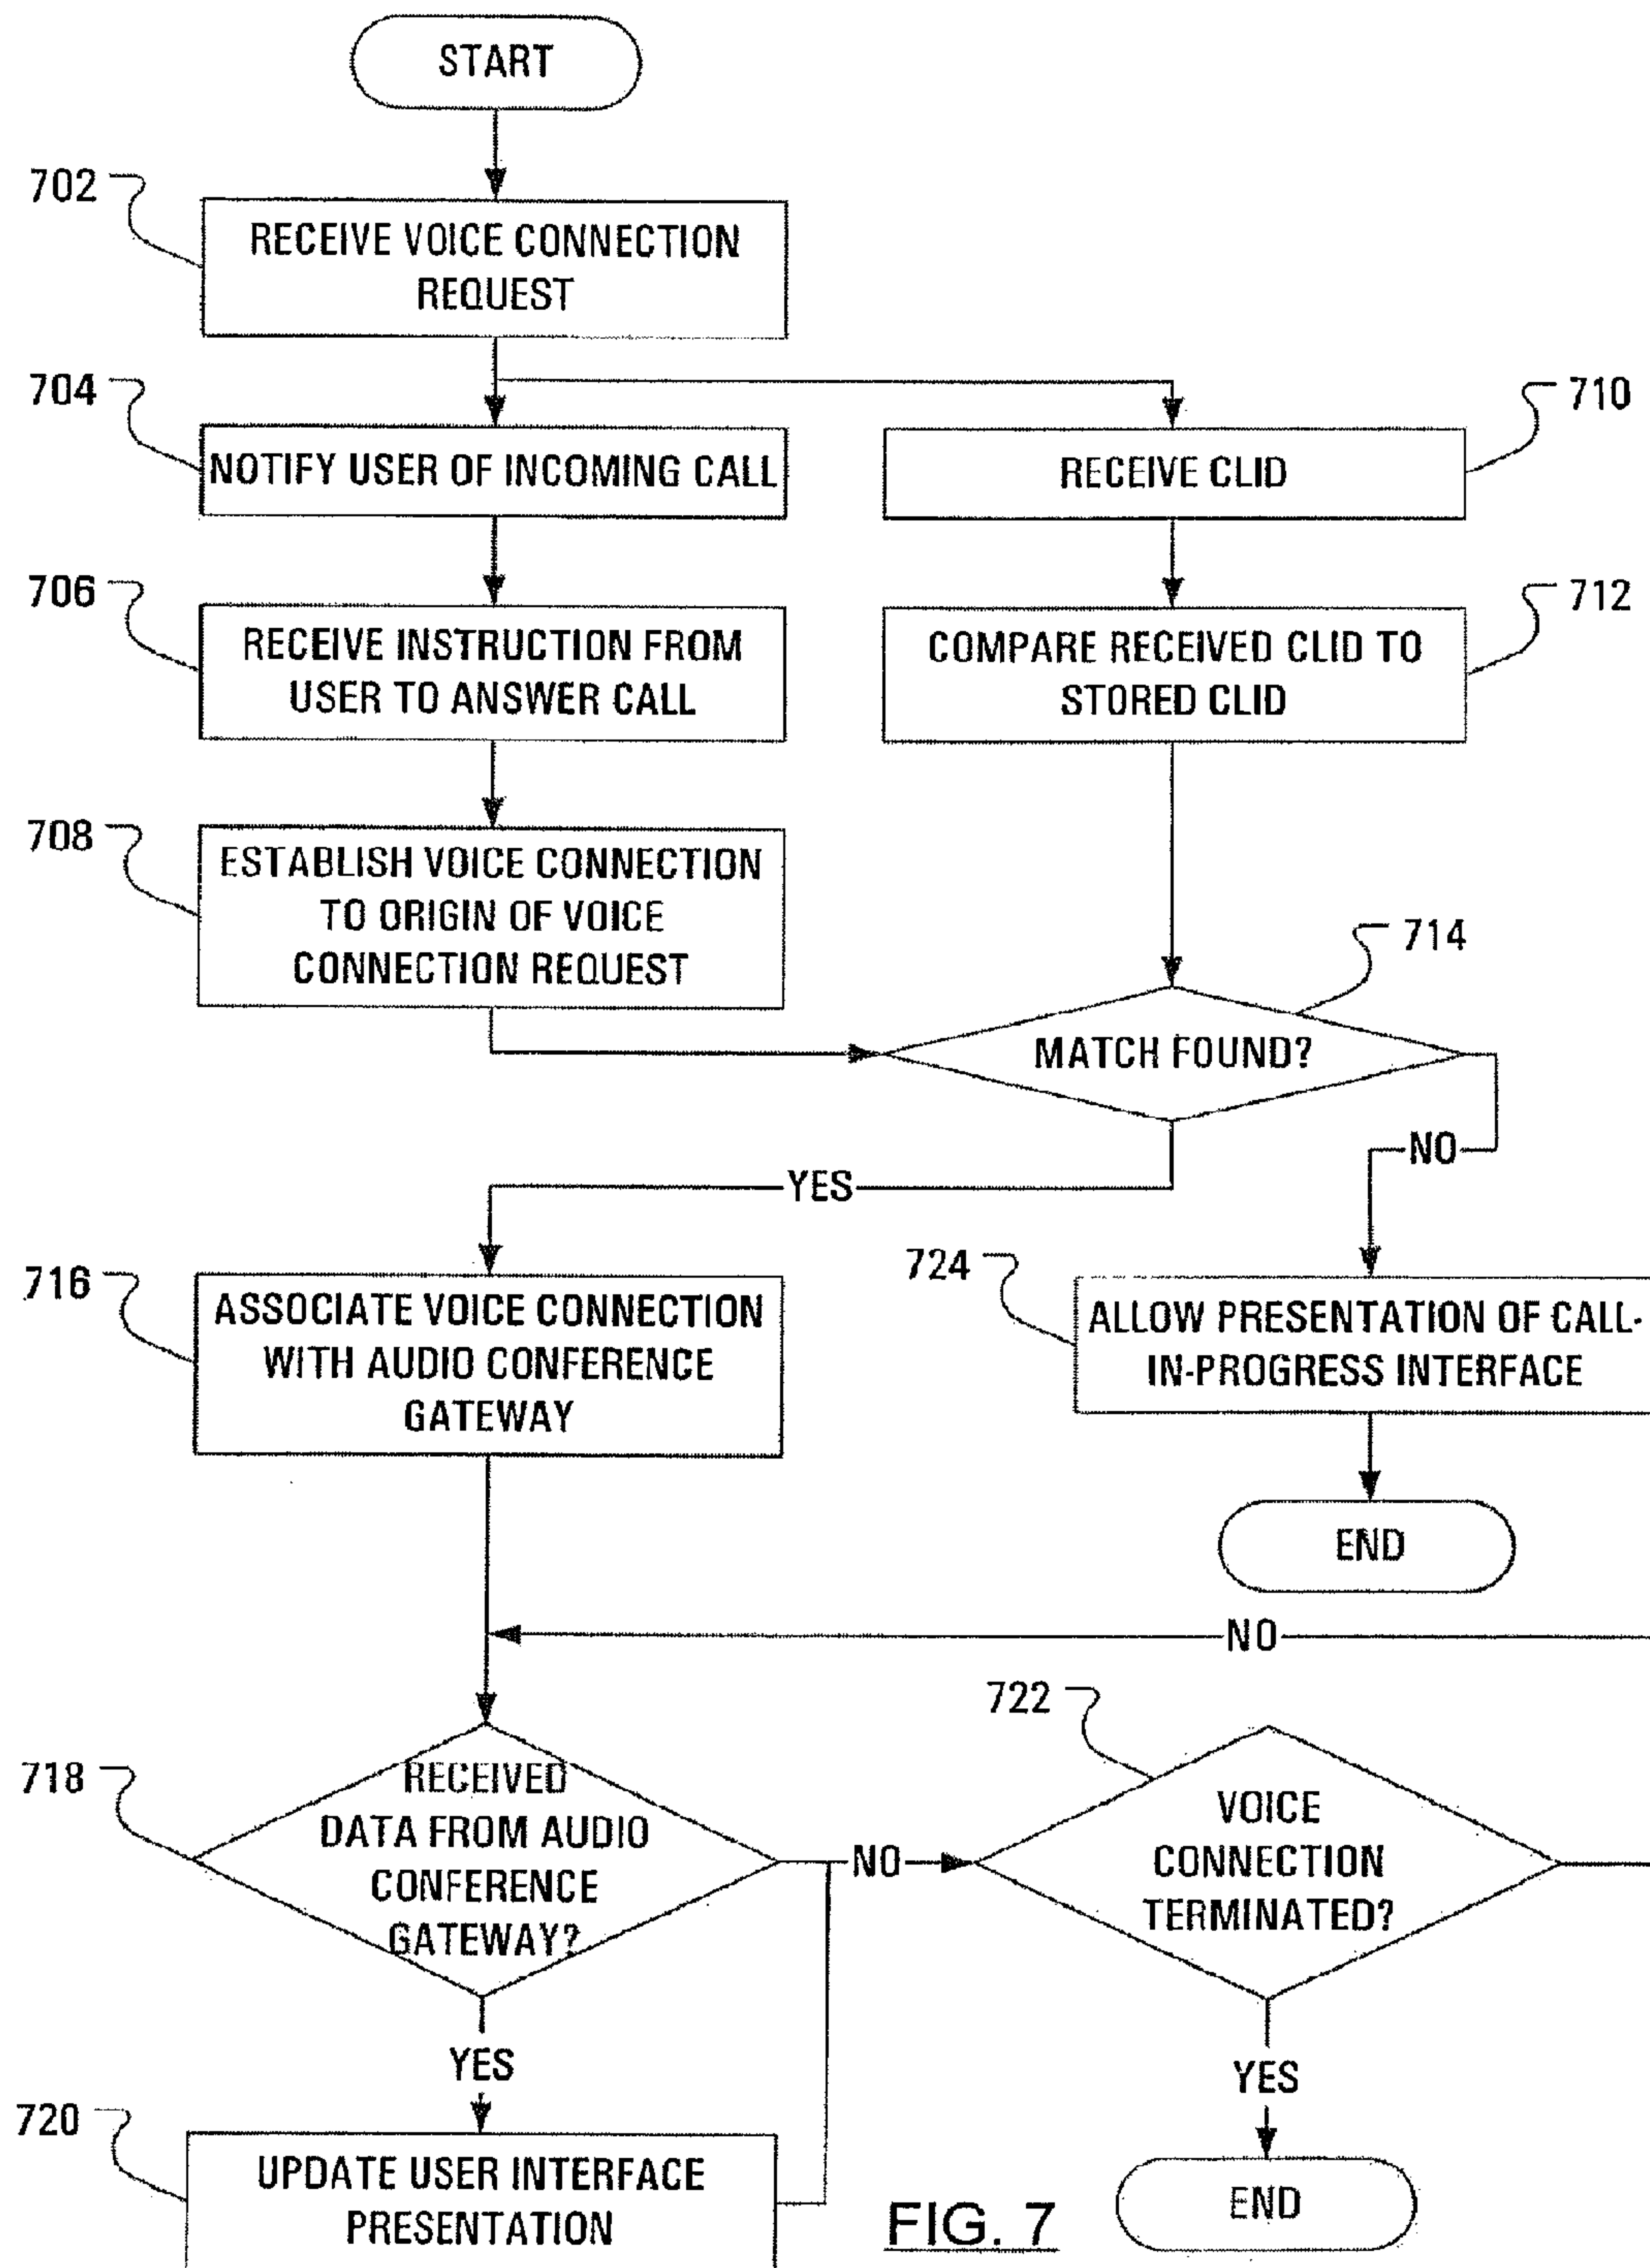 START
702
RECEIVE VOICE CONNECTION
REQUEST
704
NOTIFY USER OF INCOMING CALL
710
RECEIVE CLID
706
RECEIVE INSTRUCTION FROM
USER TO ANSWER CALL
712
COMPARE RECEIVED CLID TO
STORED CLID
708
ESTABLISH VOICE CONNECTION
TO ORIGIN OF VOICE
CONNECTION REQUEST
714
MATCH FOUND?
NO
YES
716
ASSOCIATE VOICE CONNECTION
WITH AUDIO CONFERENCE
GATEWAY
724
ALLOW PRESENTATION OF CALL-
IN-PROGRESS INTERFACE
END
NO
718
RECEIVED
DATA FROM AUDIO
CONFERENCE
GATEWAY?
NO
722
VOICE
CONNECTION
TERMINATED?
YES
YES
720
UPDATE USER INTERFACE
PRESENTATION
END
FIG. 7